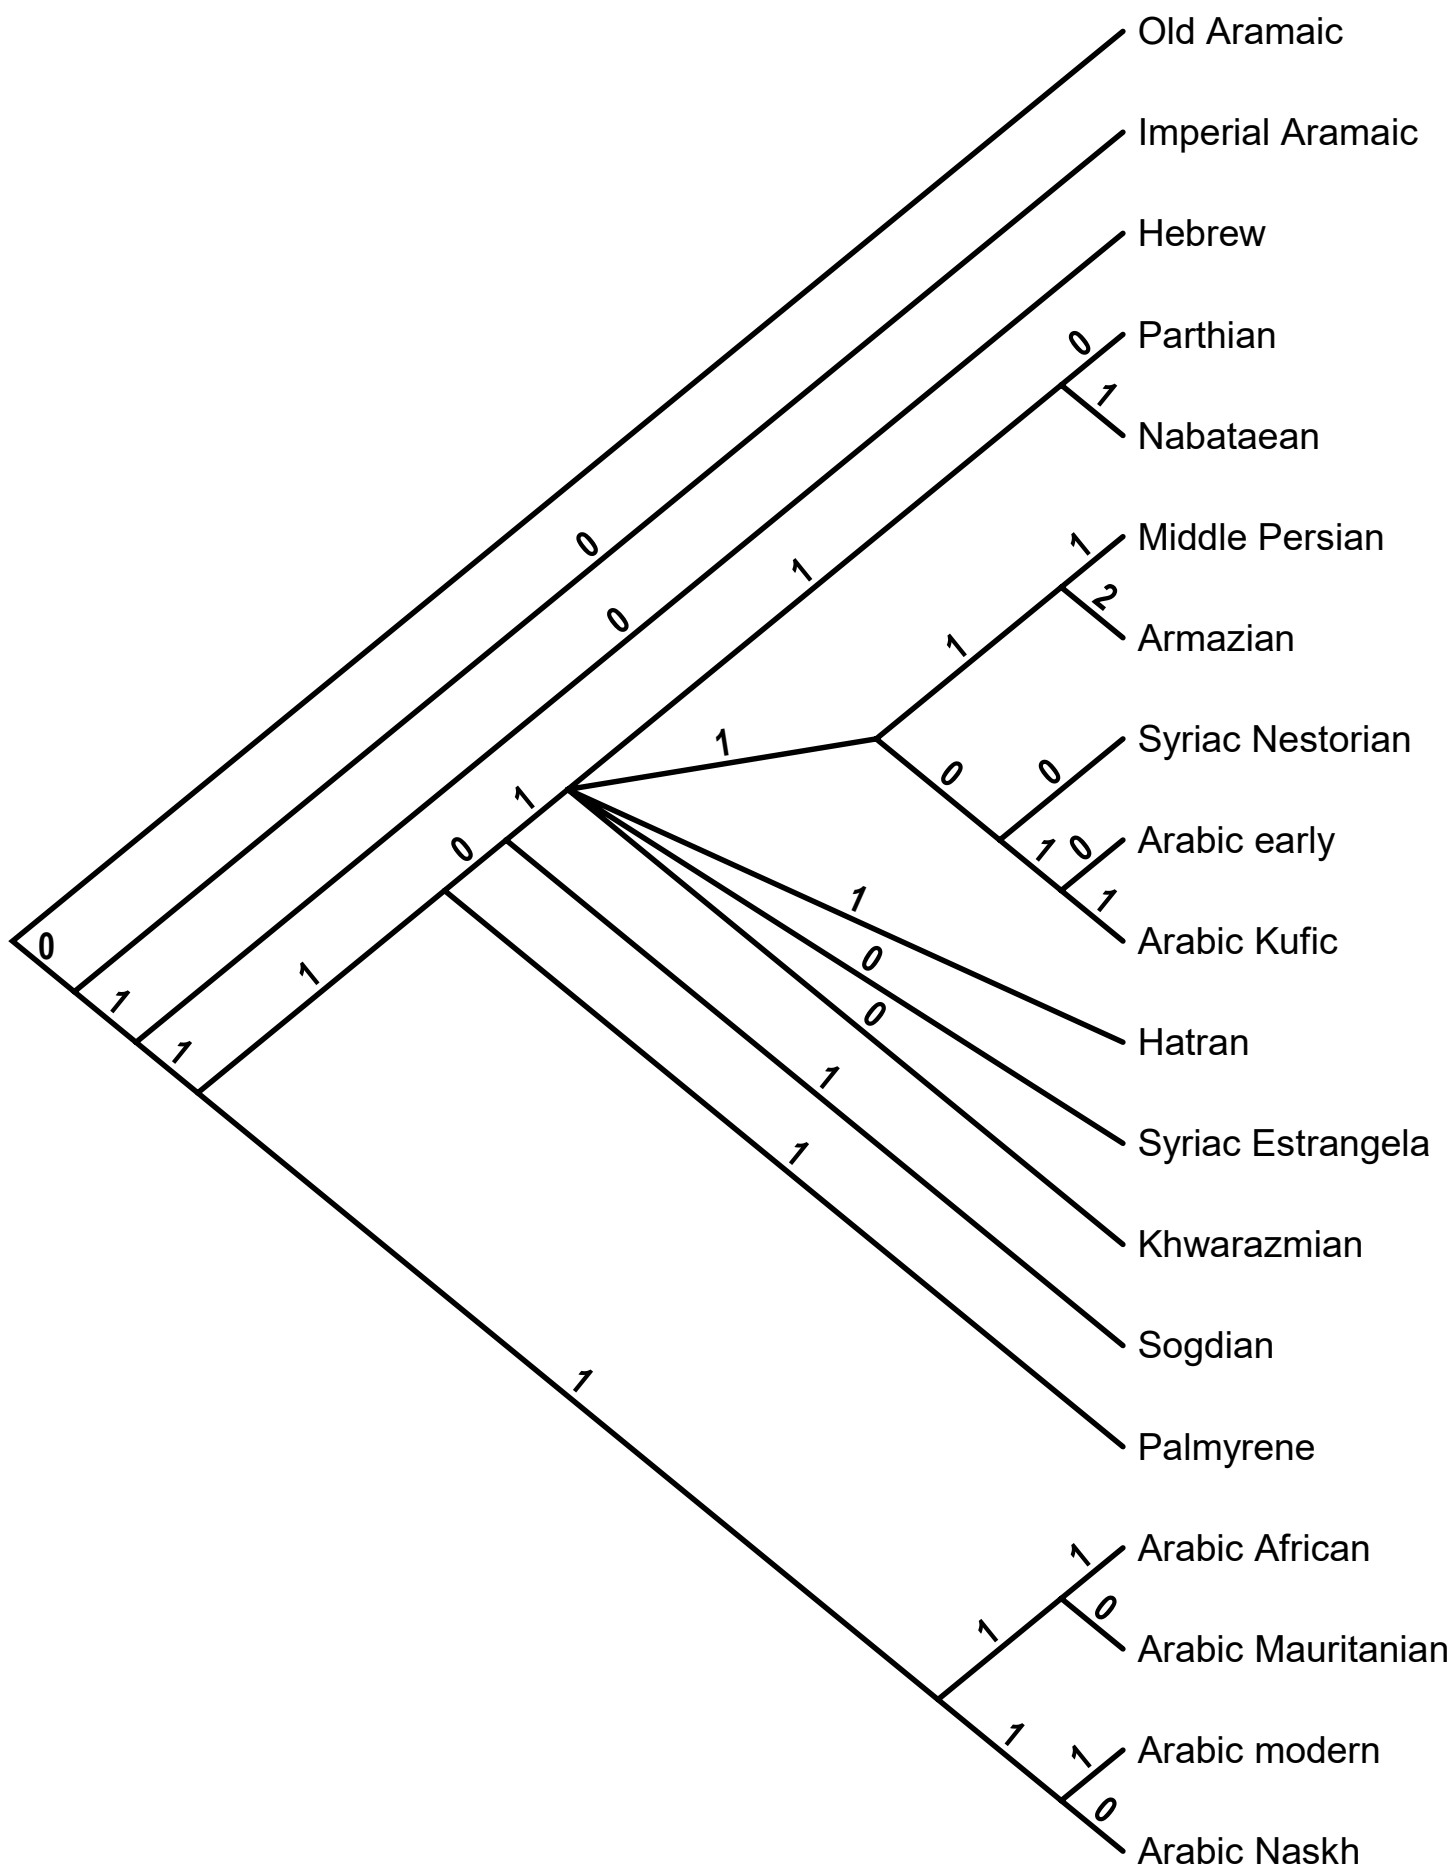 Old Aramaic
Imperial Aramaic
Hebrew
0
Parthian
1
Nabataean
1
Middle Persian
0
1
2
Armazian
0
1
1
Syriac Nestorian
1
0
0
1
0
Arabic early
0
1
1
Arabic Kufic
0
1
0
1
Hatran
1
0
1
1
Syriac Estrangela
1
Khwarazmian
Sogdian
1
Palmyrene
1
Arabic African
1
0
Arabic Mauritanian
1
1
Arabic modern
0
Arabic Naskh